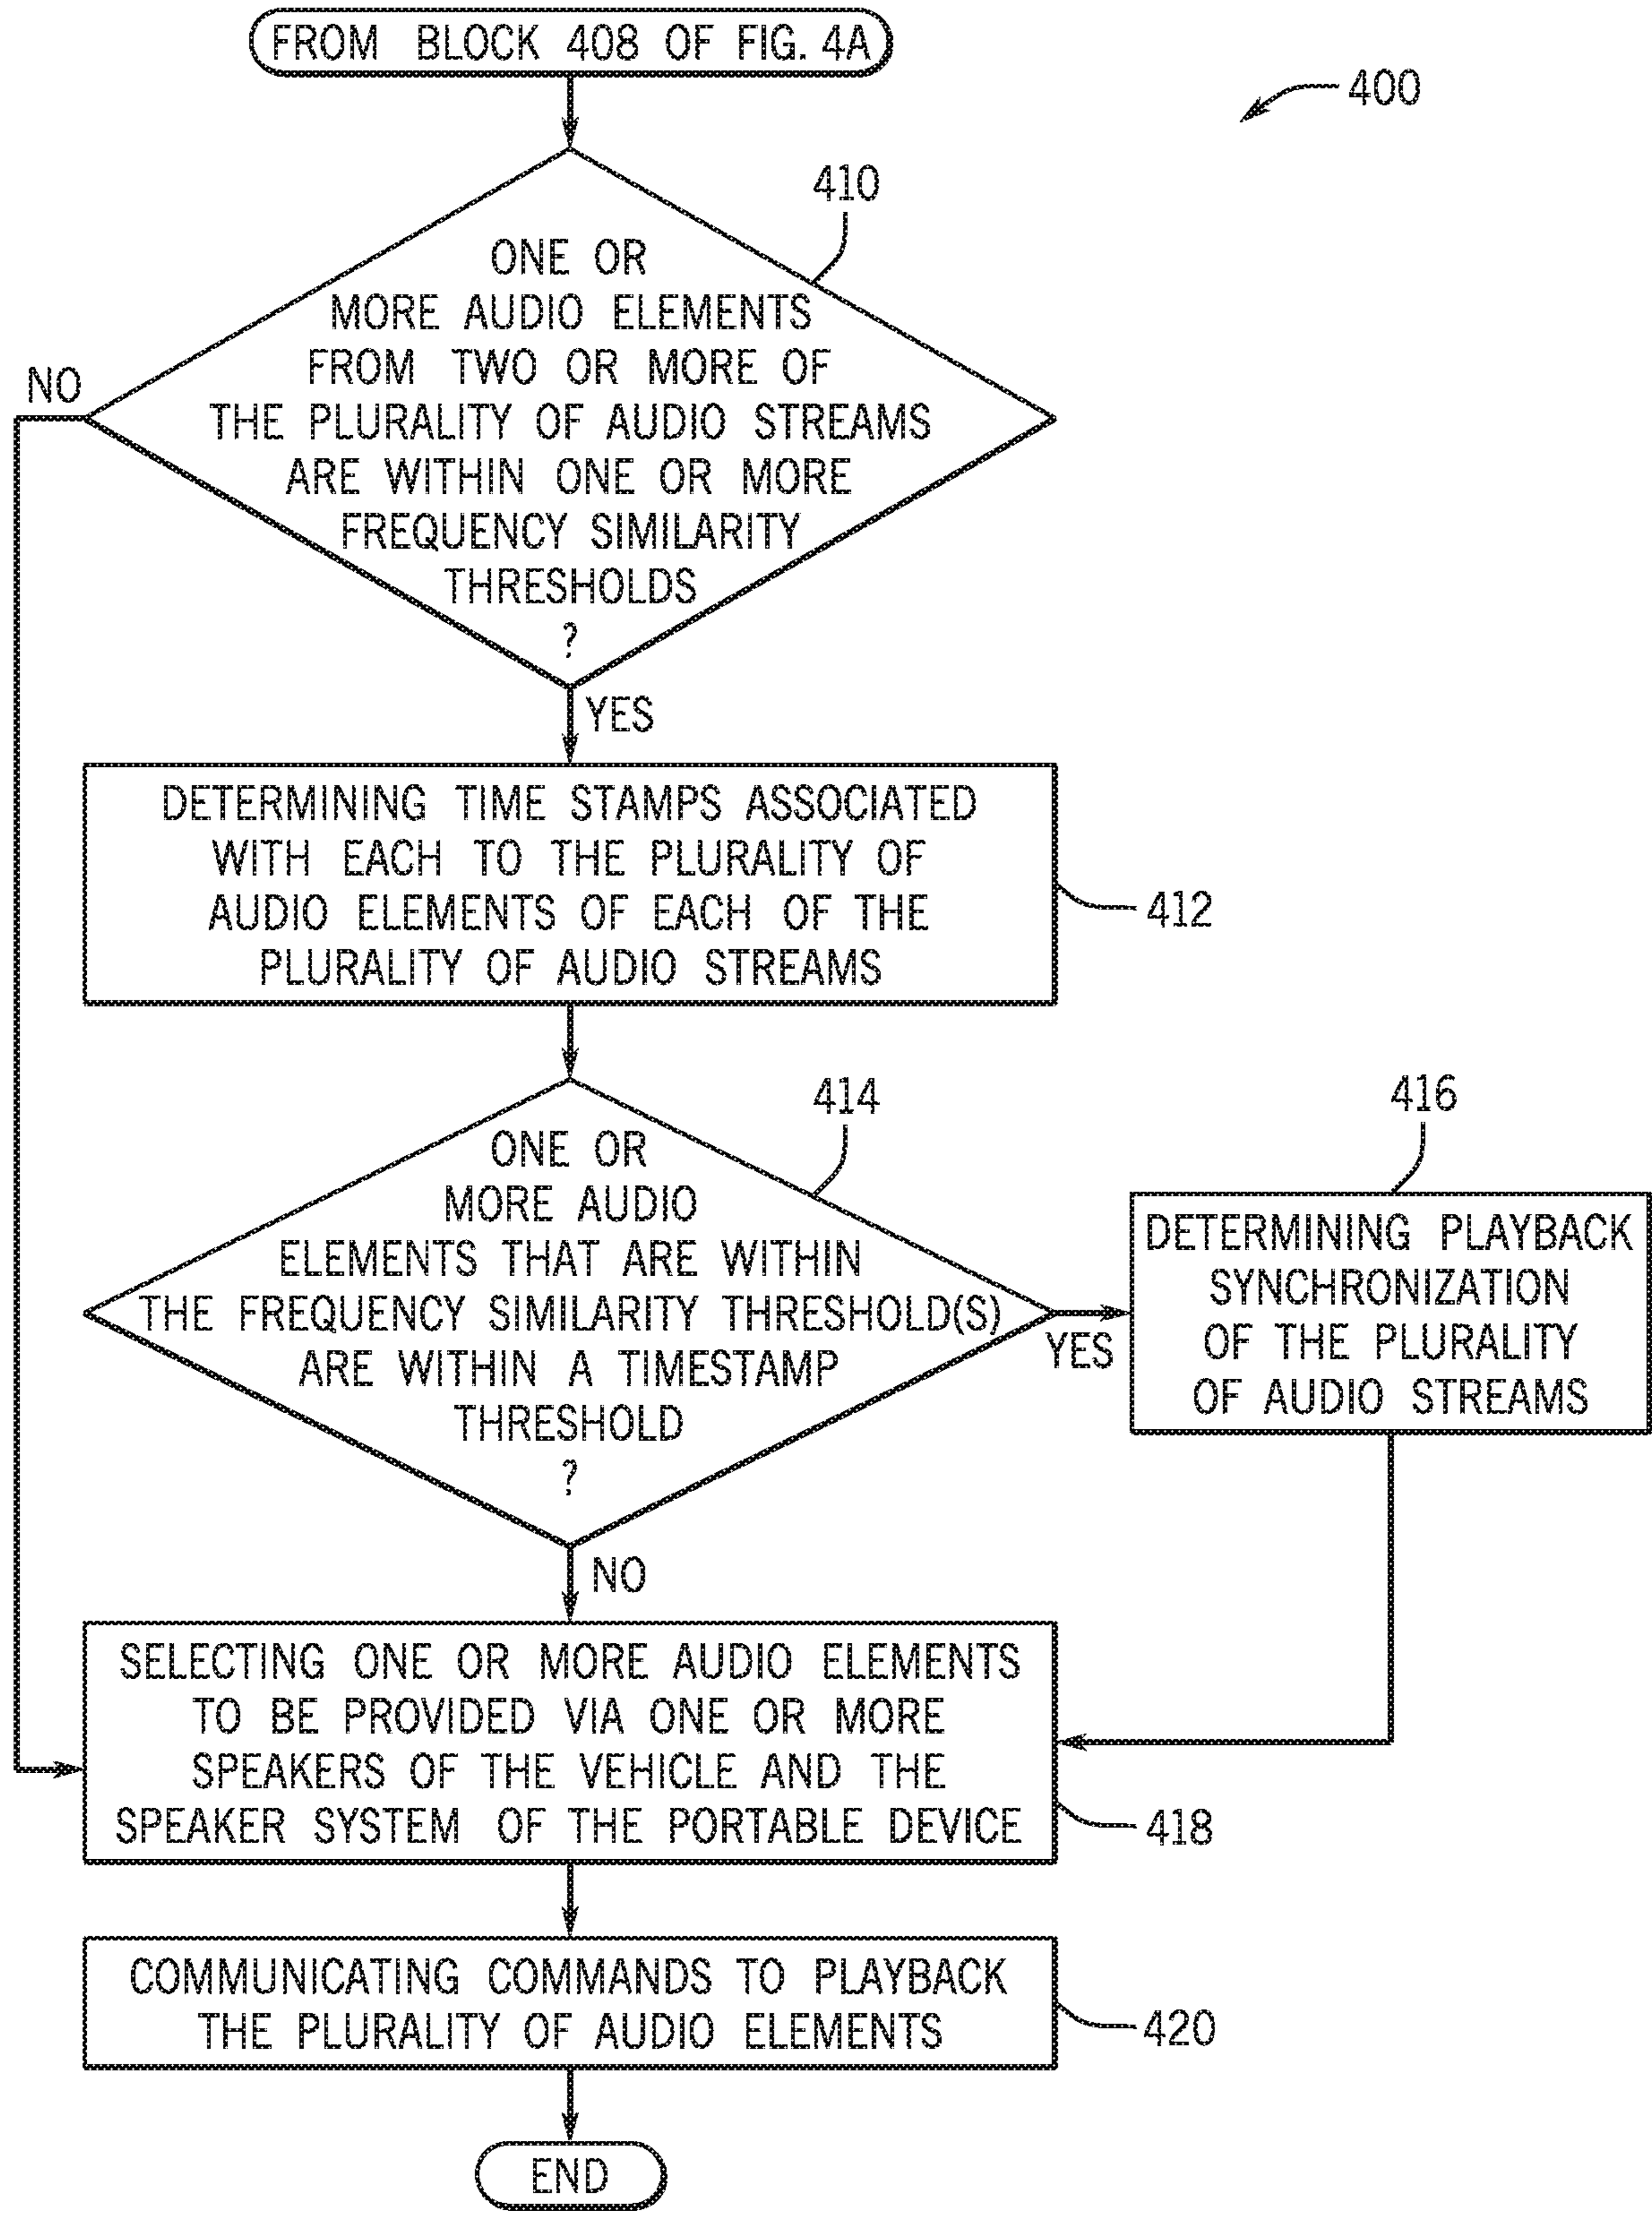 FROM BLOCK 408 OF FIG. 4A
400
410
ONE OR
MORE AUDIO ELEMENTS
FROM TWO OR MORE OF
THE PLURALITY OF AUDIO STREAMS
ARE WITHIN ONE OR MORE
FREQUENCY SIMILARITY
THRESHOLDS
?
NO
YES
DETERMINING TIME STAMPS ASSOCIATED
WITH EACH TO THE PLURALITY OF
AUDIO ELEMENTS OF EACH OF THE
PLURALITY OF AUDIO STREAMS
412
414
ONE OR
MORE AUDIO
ELEMENTS THAT ARE WITHIN
THE FREQUENCY SIMILARITY THRESHOLD(S)
ARE WITHIN A TIMESTAMP
THRESHOLD
?
YES
416
DETERMINING PLAYBACK
SYNCHRONIZATION
OF THE PLURALITY
OF AUDIO STREAMS
NO
SELECTING ONE OR MORE AUDIO ELEMENTS
TO BE PROVIDED VIA ONE OR MORE
SPEAKERS OF THE VEHICLE AND THE
SPEAKER SYSTEM OF THE PORTABLE DEVICE
418
COMMUNICATING COMMANDS TO PLAYBACK
THE PLURALITY OF AUDIO ELEMENTS
420
END